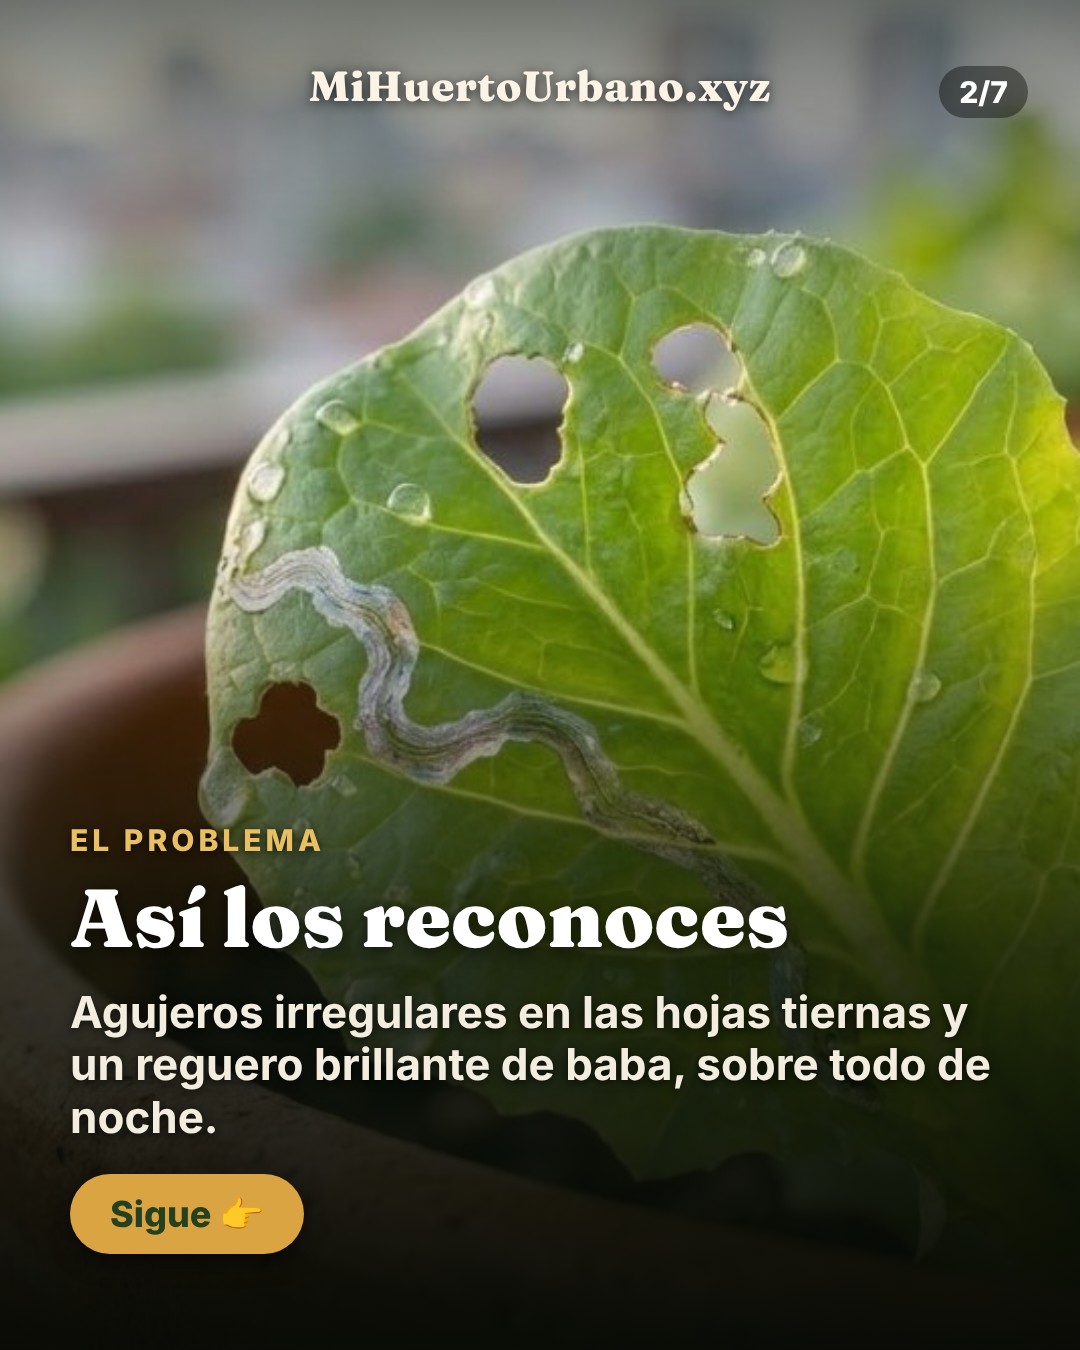 MiHuertoUrbano.xyz
2/7
EL PROBLEMA
Así los reconoces
Agujeros irregulares en las hojas tiernas y
un reguero brillante de baba, sobre todo de
noche.
Sigue 👉